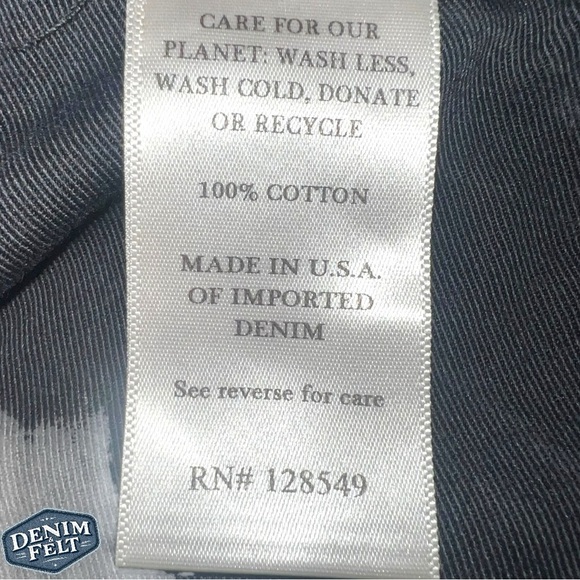 CARE FOR OUR
PLANET: WASH LESS,
WASH COLD, DONATE
OR RECYCLE
100% COTTON
MADE IN U.S.A.
OF IMPORTED
DENIM
See reverse for care
RN# 128549
DENIM
&
FELT